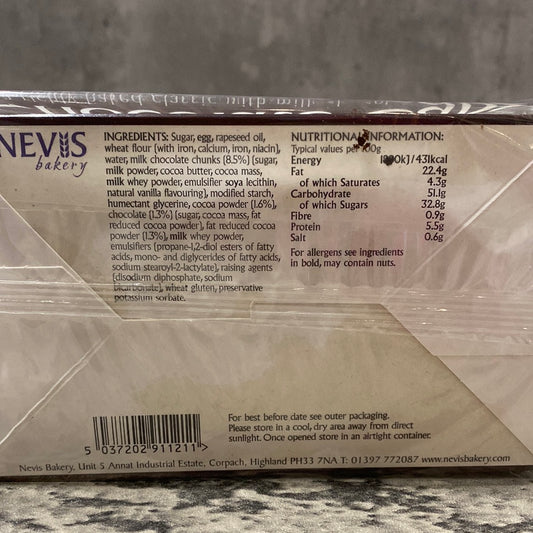 baked classic with milk
NEVIS
bakery
INGREDIENTS: Sugar, egg, rapeseed oil,
wheat flour (with iron, calcium, iron, niacin),
water, milk chocolate chunks (8.5%) (sugar,
milk powder, cocoa butter, cocoa mass,
milk whey powder, emulsifier soya lecithin,
natural vanilla flavouring), modified starch,
humectant glycerine, cocoa powder (1.6%),
chocolate (1.3%) (sugar, cocoa mass, fat
reduced cocoa powder), fat reduced cocoa
powder (1.3%), milk whey powder,
emulsifiers (propane-1,2-diol esters of fatty
acids, mono- and diglycerides of fatty acids,
sodium stearoyl-2-lactylate), raising agents
(disodium diphosphate, sodium
bicarbonate), wheat gluten, preservative
potassium sorbate.
NUTRITIONAL INFORMATION:
Typical values per 100g
Energy /431kcal
Fat 22.4g
of which Saturates 4.3g
Carbohydrate 51.1g
of which Sugars 32.8g
Fibre 0.9g
Protein 5.5g
Salt 0.6g
For allergens see ingredients
in bold, may contain nuts.
5 037202 911211 >
For best before date see outer packaging.
Please store in a cool, dry area away from direct
sunlight. Once opened store in an airtight container.
Nevis Bakery, Unit 5 Annat Industrial Estate, Corpach, Highland PH33 7NA T: 01397 772087 www.nevisbakery.com